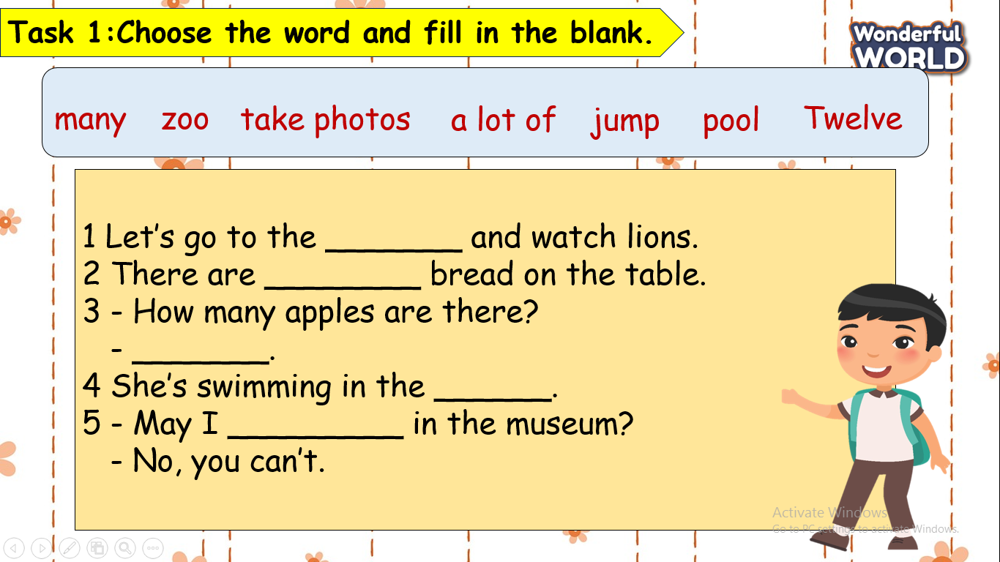 Task 1:Choose the word and fill in the blank.
Wonderful
WORLD
many zoo take photos a lot of jump pool Twelve
1 Let’s go to the _______ and watch lions.
2 There are ________ bread on the table.
3 - How many apples are there?
- _______.
4 She’s swimming in the ______.
5 - May I _________ in the museum?
- No, you can’t.
Activate Windows
Go to PC settings to activate Windows.